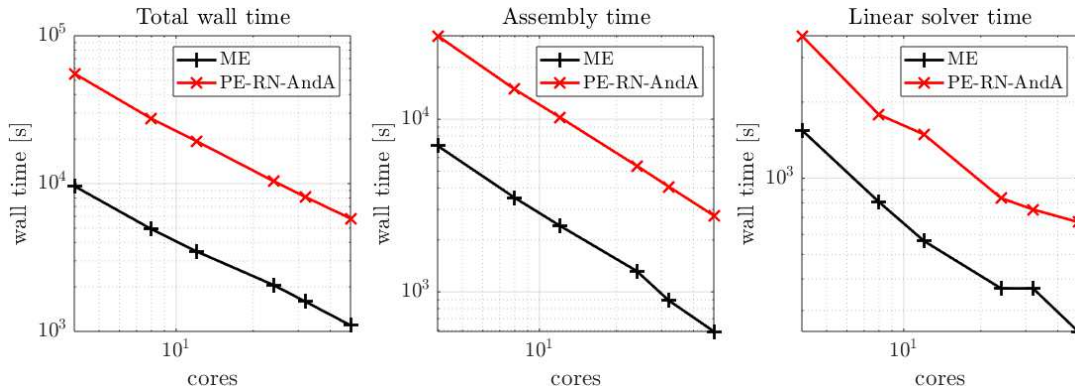 Total wall time
10^5
10^4
10^3
wall time [s]
ME
PE-RN-AndA
10^1
cores
Assembly time
10^4
10^3
wall time [s]
ME
PE-RN-AndA
10^1
cores
Linear solver time
10^3
wall time [s]
ME
PE-RN-AndA
10^1
cores